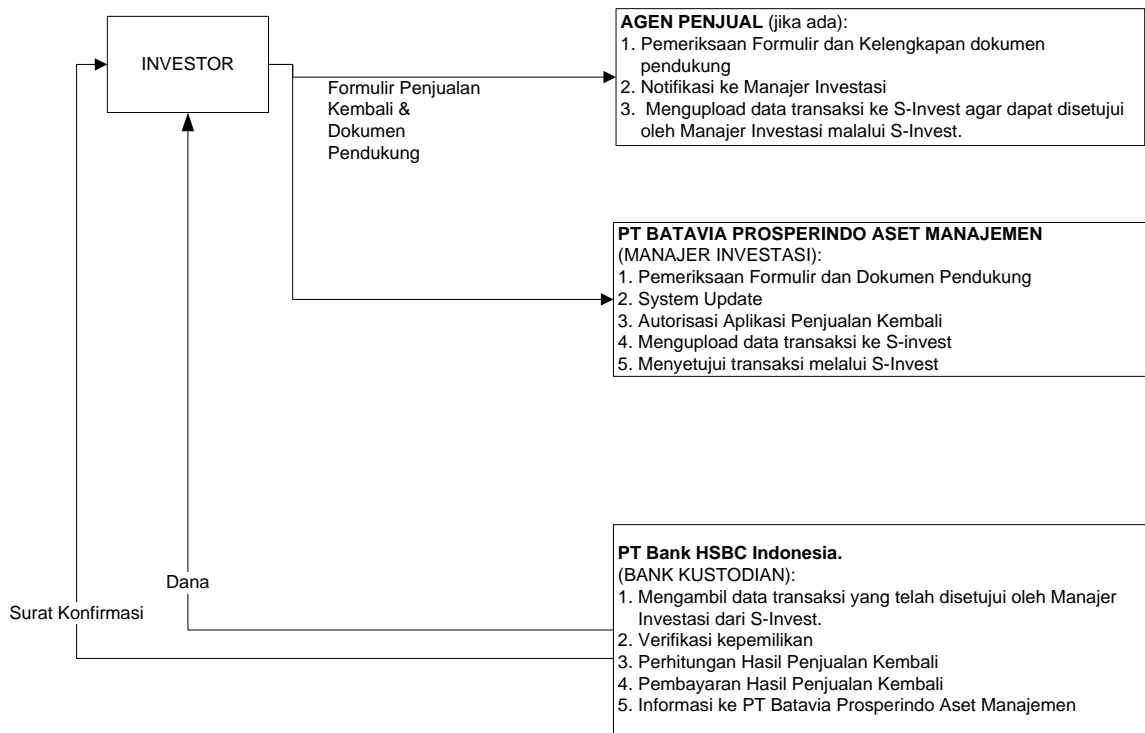 INVESTOR
Formulir Penjualan
Kembali &
Dokumen
Pendukung
AGEN PENJUAL (jika ada):
1. Pemeriksaan Formulir dan Kelengkapan dokumen
pendukung
2. Notifikasi ke Manajer Investasi
3. Mengupload data transaksi ke S-Invest agar dapat disetujui
oleh Manajer Investasi malalui S-Invest.
PT BATAVIA PROSPERINDO ASET MANAJEMEN
(MANAJER INVESTASI):
1. Pemeriksaan Formulir dan Dokumen Pendukung
2. System Update
3. Autorisasi Aplikasi Penjualan Kembali
4. Mengupload data transaksi ke S-invest
5. Menyetujui transaksi melalui S-Invest
Dana
Surat Konfirmasi
PT Bank HSBC Indonesia.
(BANK KUSTODIAN):
1. Mengambil data transaksi yang telah disetujui oleh Manajer
Investasi dari S-Invest.
2. Verifikasi kepemilikan
3. Perhitungan Hasil Penjualan Kembali
4. Pembayaran Hasil Penjualan Kembali
5. Informasi ke PT Batavia Prosperindo Aset Manajemen